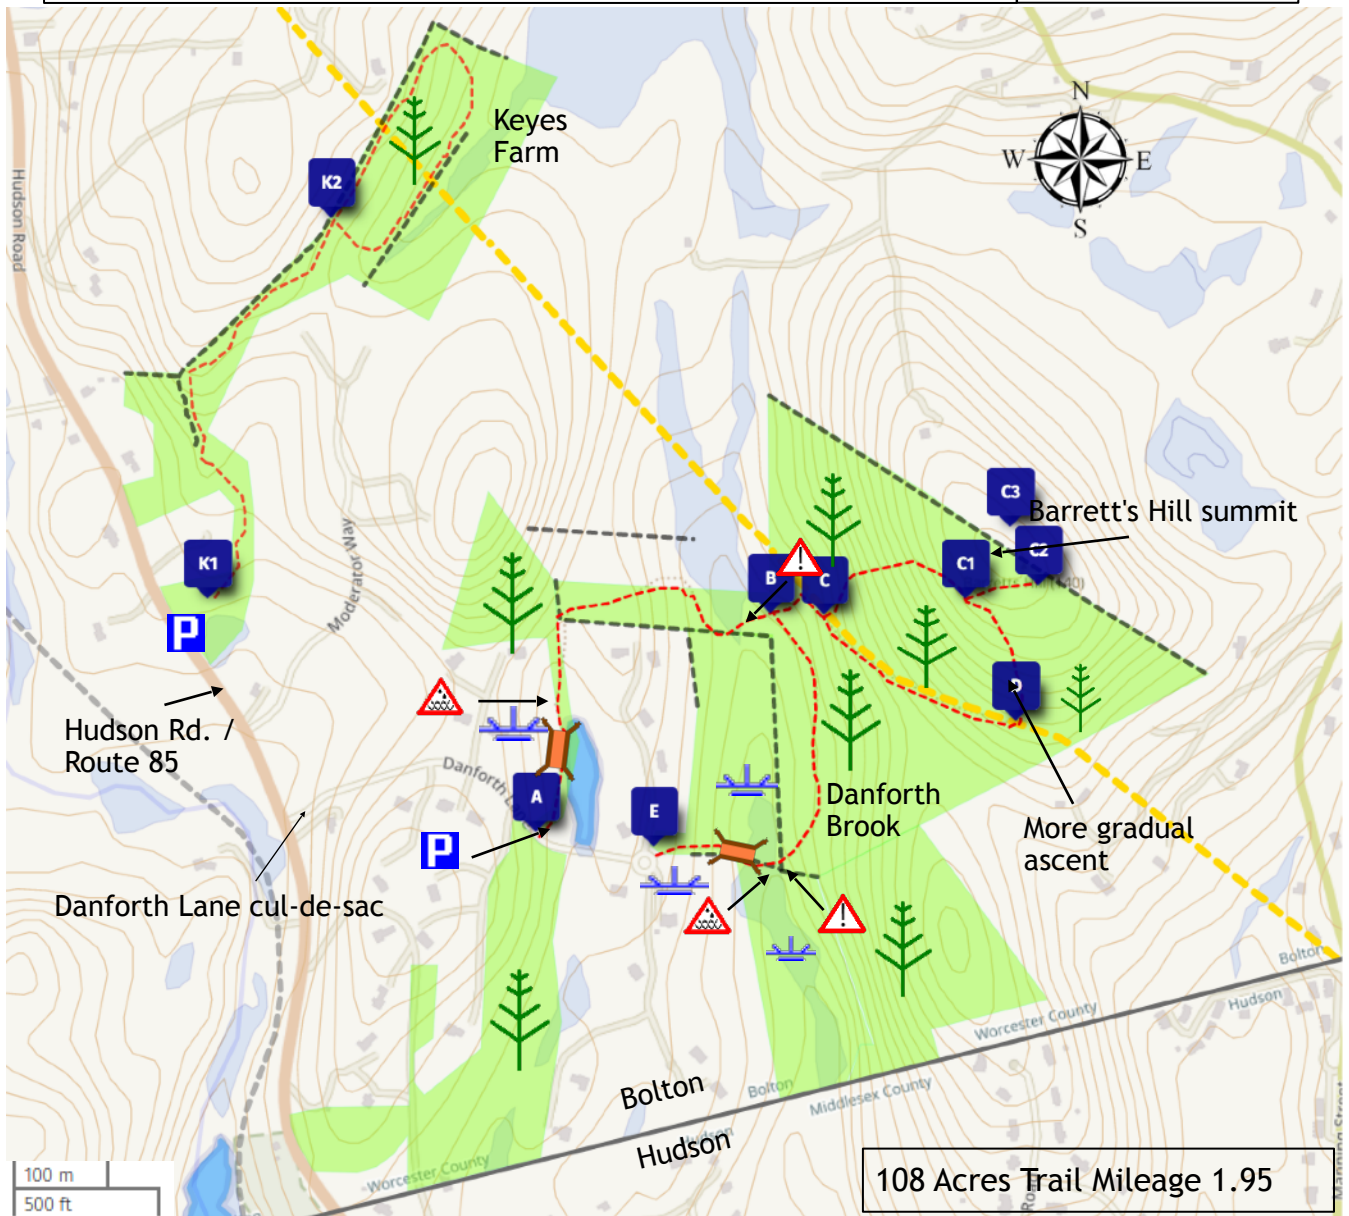 N
Keyes
Farm
W
E
K2
S
Hudson Road
C3
Barrett's Hill summit
C2
K1
B
!
C
C1
Moderator Way
P
D
Hudson Rd. /
Route 85
Danforth
A
E
Danforth
Brook
P
More gradual
ascent
Danforth Lane cul-de-sac
!
Bolton
Hudson
Worcester County
Bolton
Bolton
Middlesex County
Hudson
Hudson
Worcester County
Manning Street
108 Acres Trail Mileage 1.95
100 m
500 ft